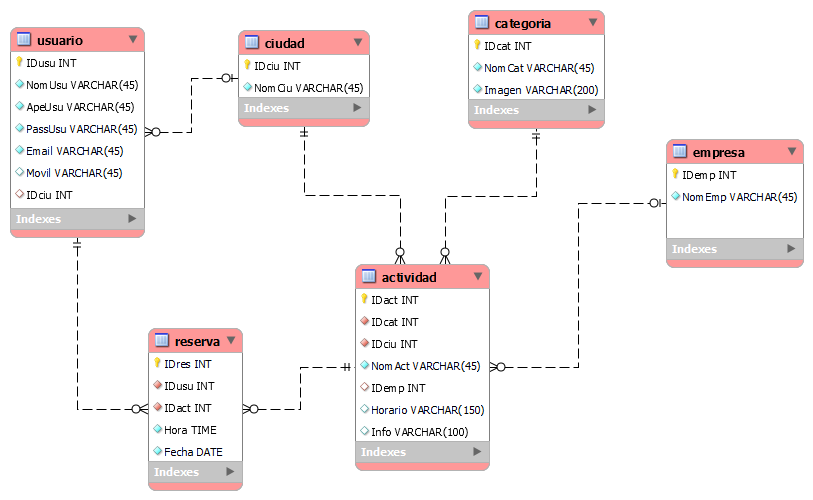 usuario
IDusu INT
NomUsu VARCHAR(45)
ApeUsu VARCHAR(45)
PassUsu VARCHAR(45)
Email VARCHAR(45)
Movil VARCHAR(45)
IDciu INT
Indexes
ciudad
IDciu INT
NomCiu VARCHAR(45)
Indexes
categoria
IDcat INT
NomCat VARCHAR(45)
Imagen VARCHAR(200)
Indexes
empresa
IDemp INT
NomEmp VARCHAR(45)
Indexes
actividad
IDact INT
IDcat INT
IDciu INT
NomAct VARCHAR(45)
IDemp INT
Horario VARCHAR(150)
Info VARCHAR(100)
Indexes
reserva
IDres INT
IDusu INT
IDact INT
Hora TIME
Fecha DATE
Indexes